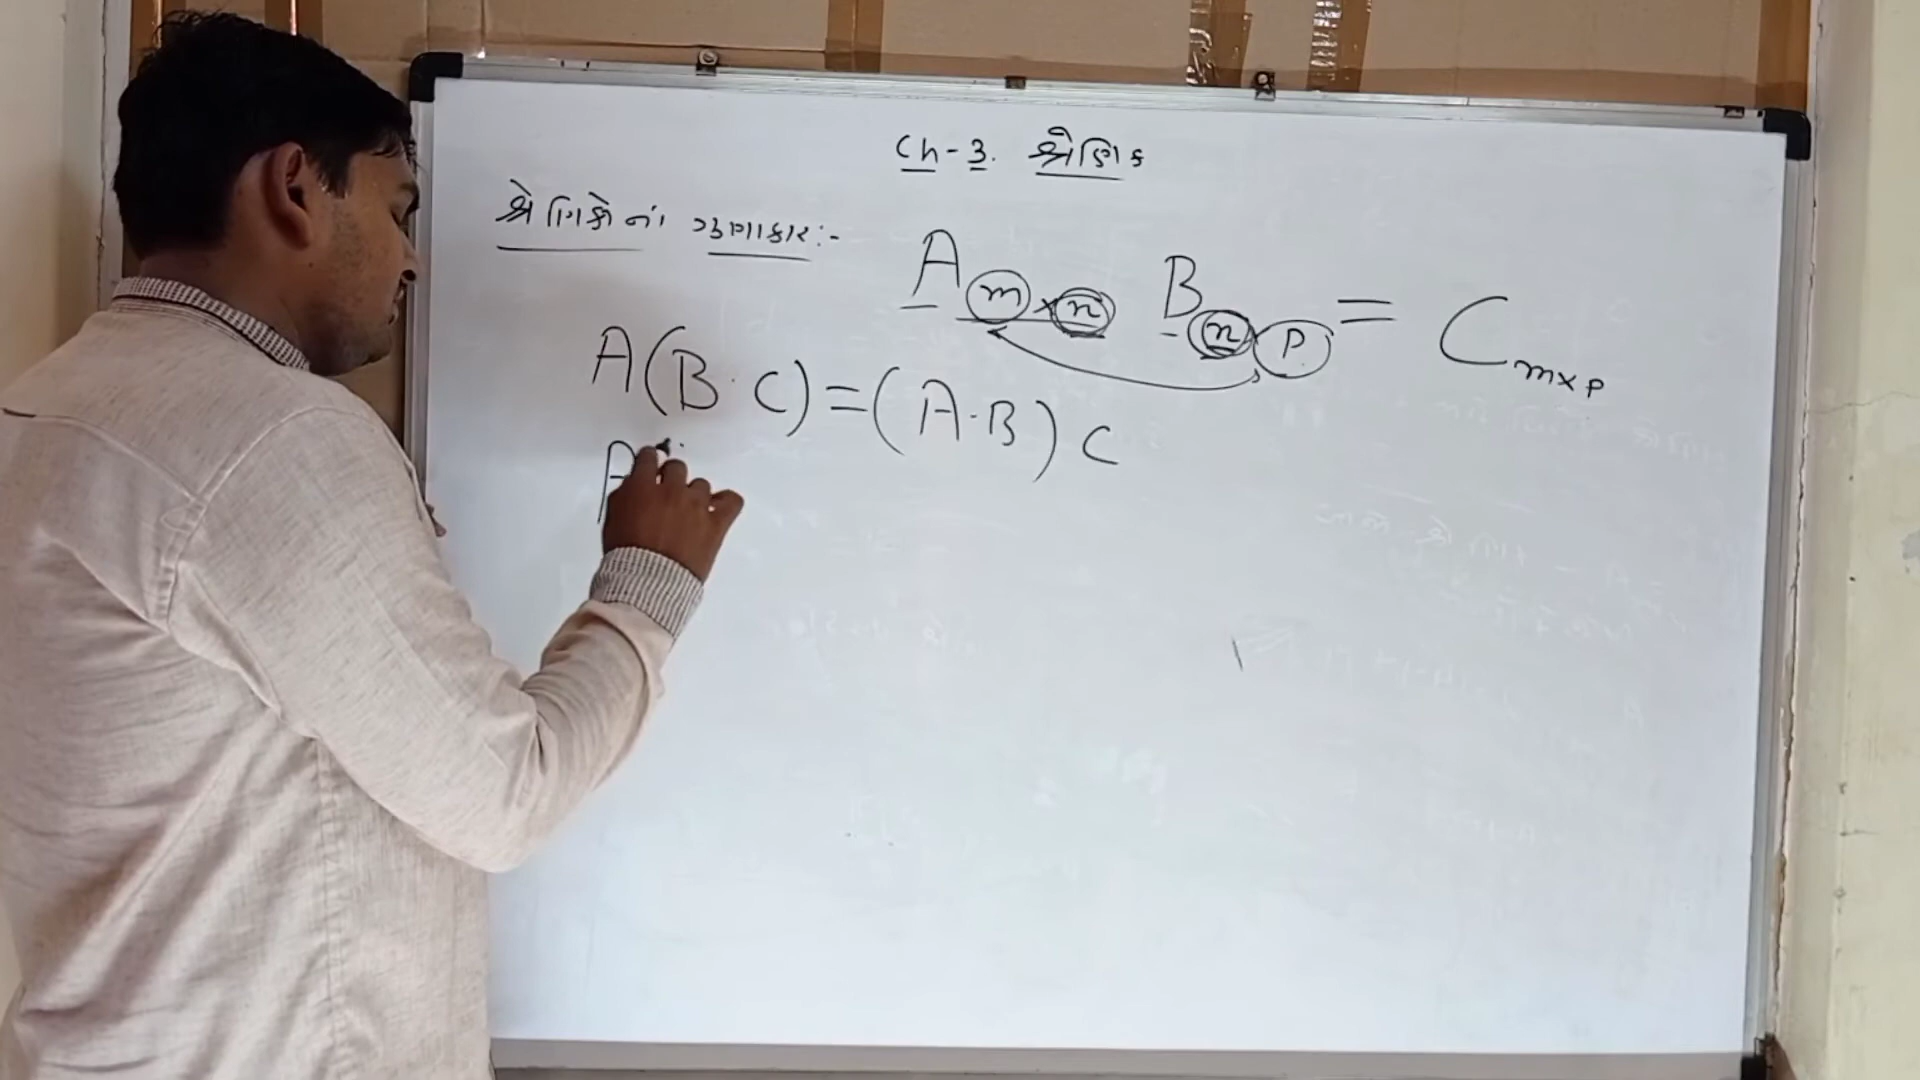 Ch-3. શ્રેણિક
શ્રેણિકોનાં ગુણાકાર:-
A m×n B n×P = C m×p
A(B·C)=(A·B)C
A